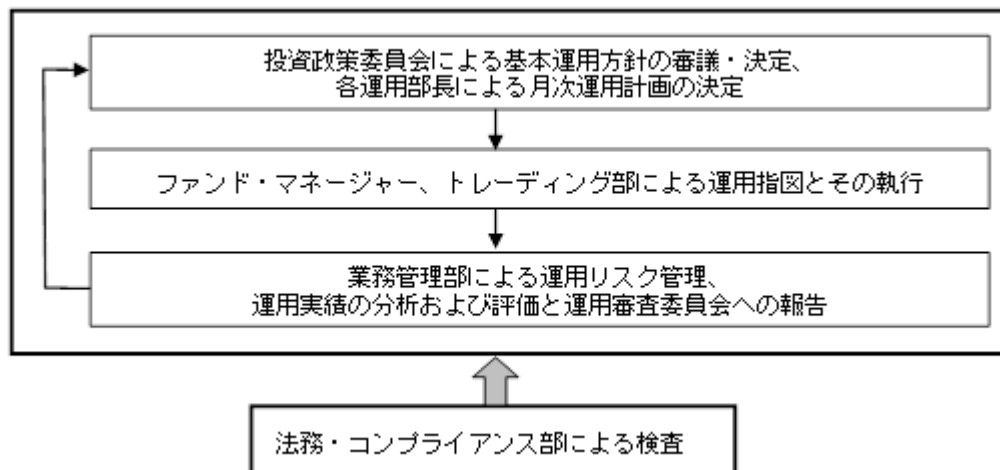 投資政策委員会による基本運用方針の審議・決定、
各運用部長による月次運用計画の決定
ファンド・マネージャー、トレーディング部による運用指図とその執行
業務管理部による運用リスク管理、
運用実績の分析および評価と運用審査委員会への報告
法務・コンプライアンス部による検査